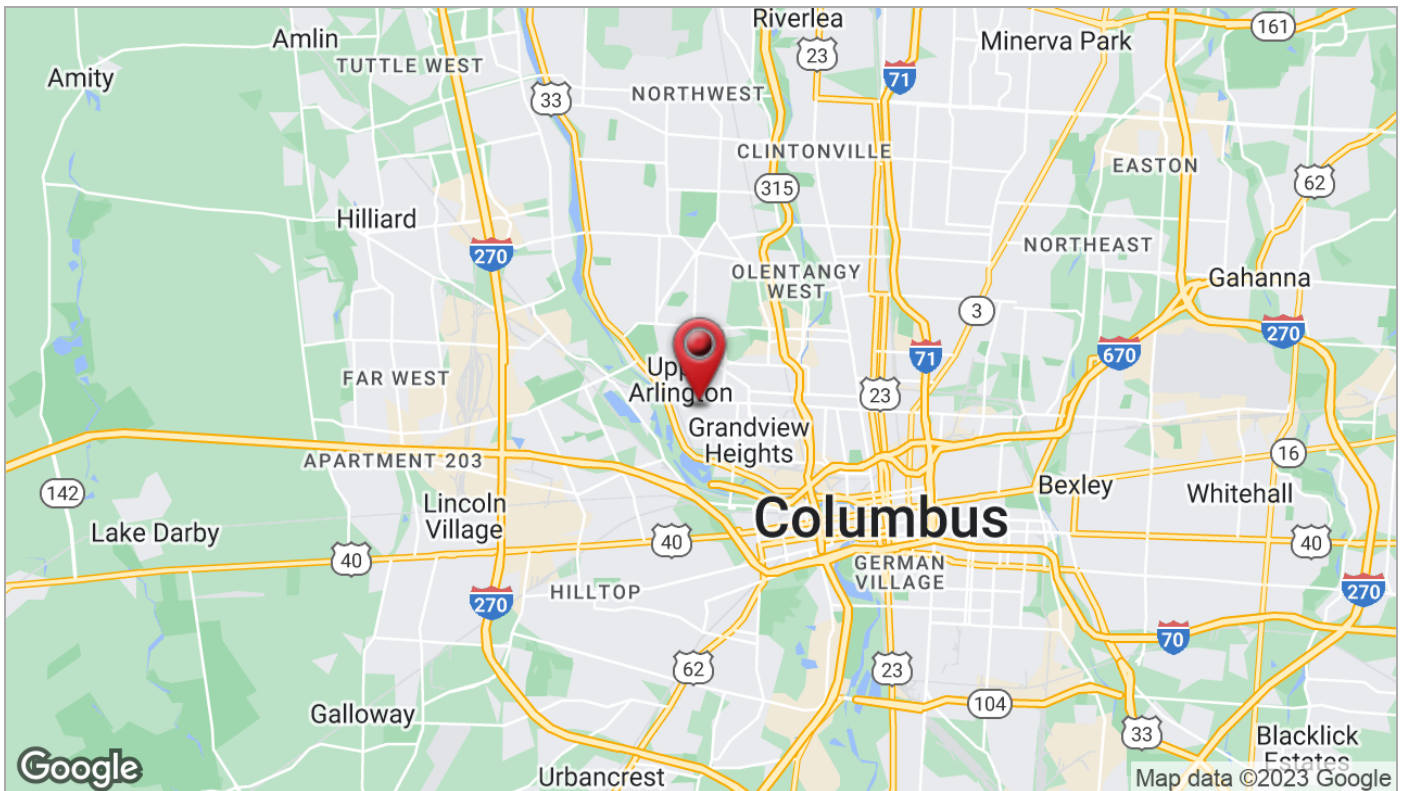 Riverlea
161
Amlin
Minerva Park
23
TUTTLE WEST
Amity
71
33
NORTHWEST
CLINTONVILLE
EASTON
62
315
Hilliard
NORTHEAST
270
OLENTANGY
WEST
Gahanna
3
270
670
71
Arlington
FAR WEST
23
Grandview
Heights
16
APARTMENT 203
142
Bexley
Whitehall
Lincoln
Village
Columbus
Lake Darby
40
40
40
GERMAN
VILLAGE
270
HILLTOP
270
70
62
23
104
Galloway
33
Blacklick
Estates
Google
Urbancrest
Map data ©2023 Google